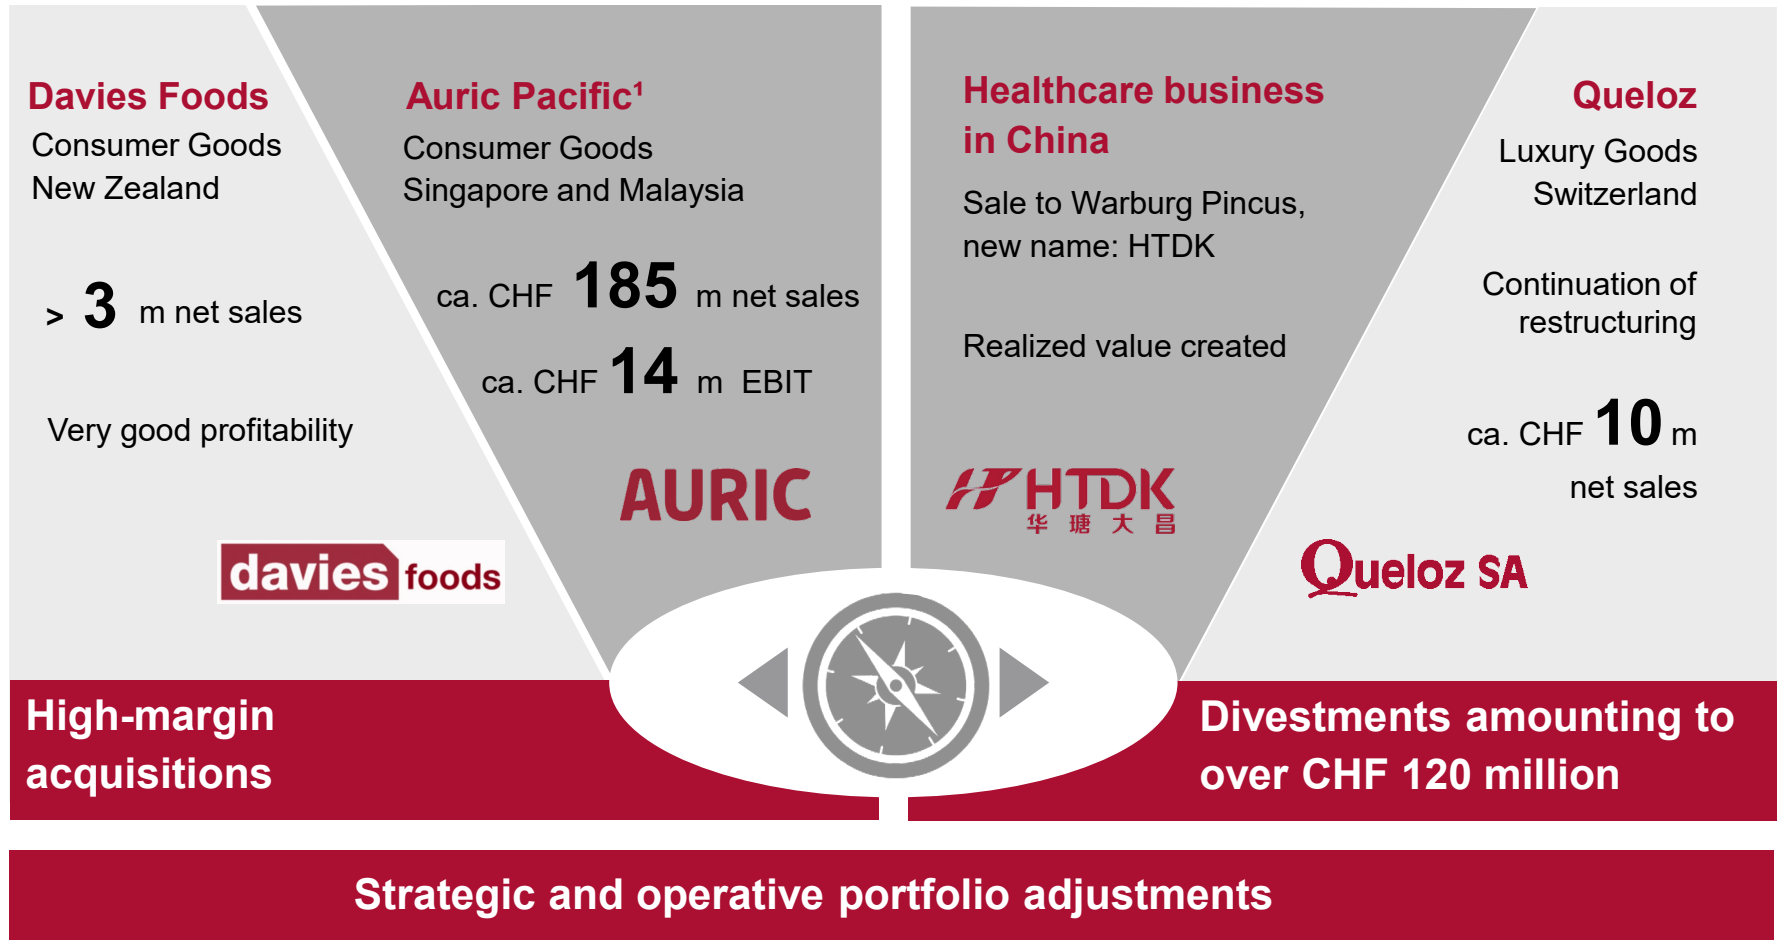 Davies Foods
Consumer Goods
New Zealand
> 3 m net sales
Very good profitability
davies foods
Auric Pacific¹
Consumer Goods
Singapore and Malaysia
ca. CHF 185 m net sales
ca. CHF 14 m EBIT
AURIC
Healthcare business
in China
Sale to Warburg Pincus,
new name: HTDK
Realized value created
HTDK
华瑭大昌
Queloz
Luxury Goods
Switzerland
Continuation of
restructuring
ca. CHF 10 m
net sales
Queloz SA
High-margin
acquisitions
Divestments amounting to
over CHF 120 million
Strategic and operative portfolio adjustments